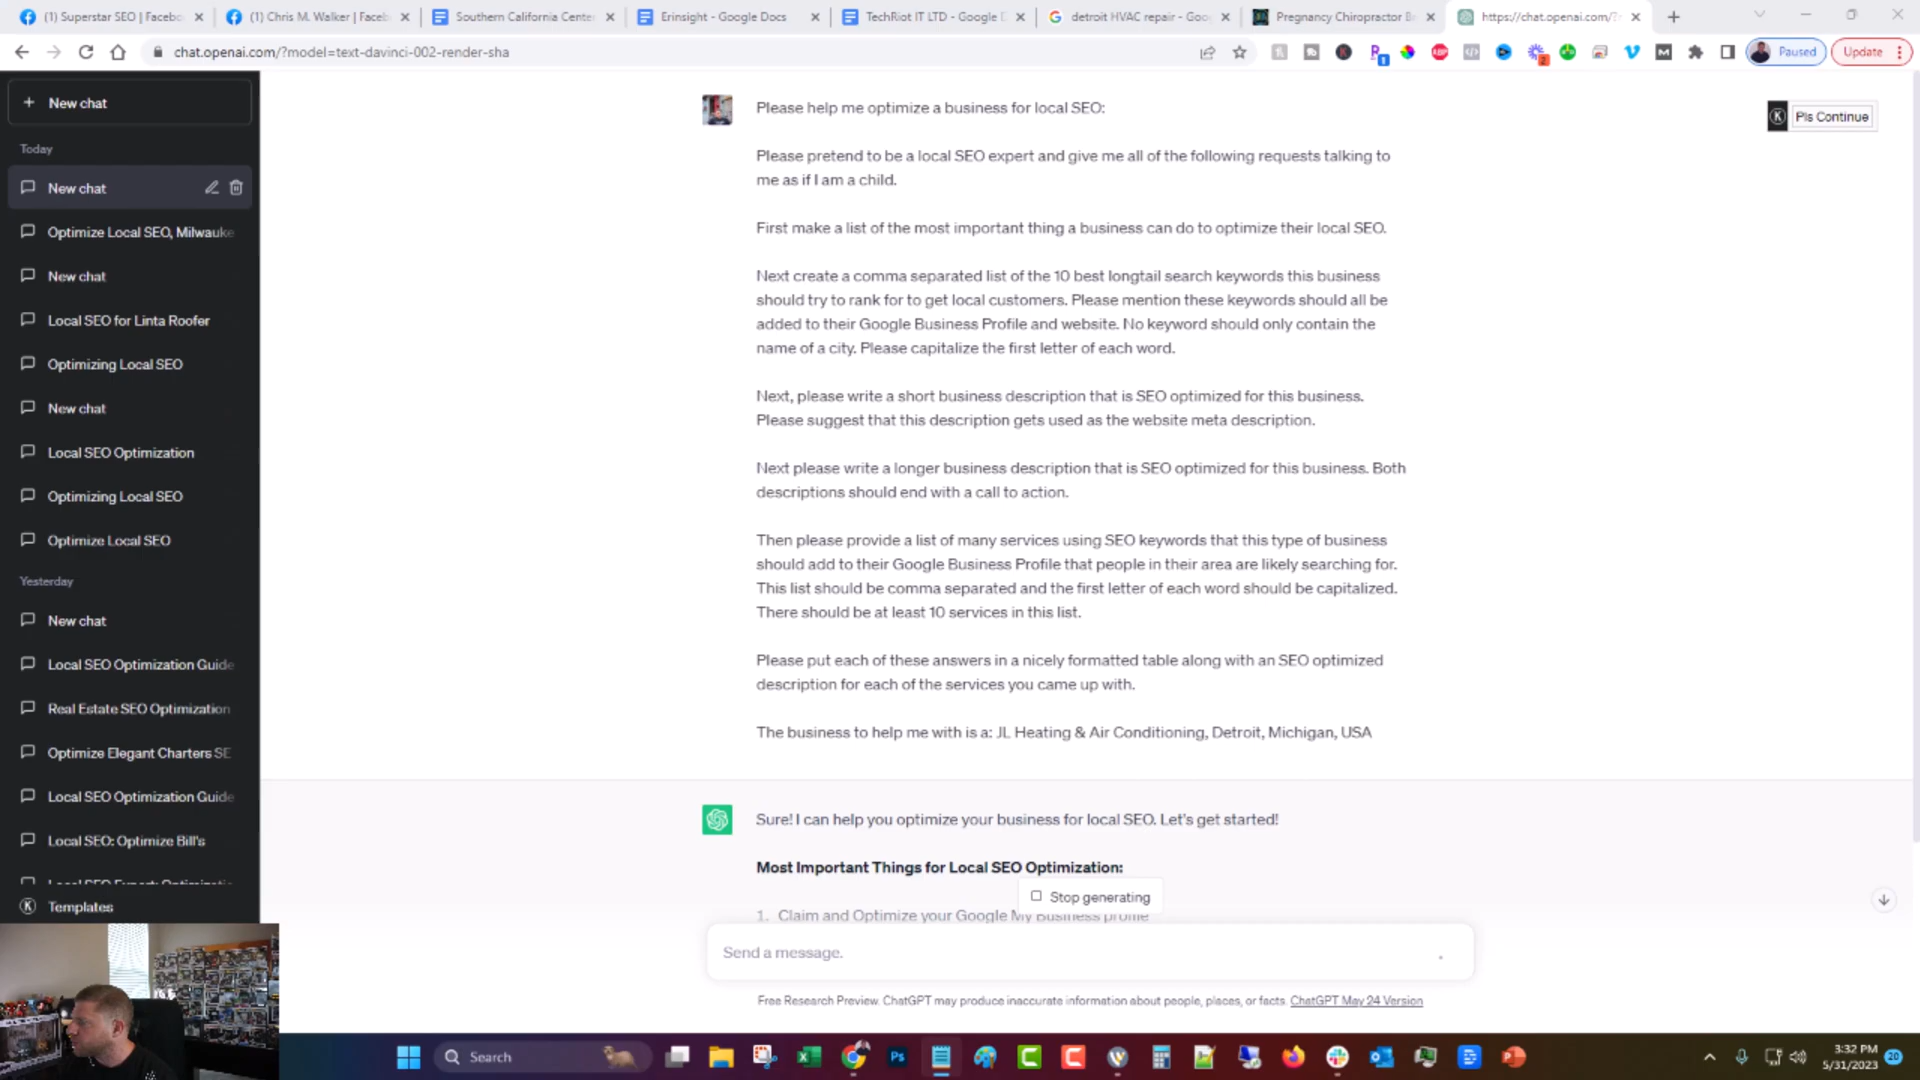 (1) Superstar SEO | Facebo
(1) Chris M. Walker | Faceb
Southern California Cente
Erinsight - Google Docs
TechRiot IT LTD - Google D
detroit HVAC repair - Goo
Pregnancy Chiropractor B
https://chat.openai.com/?
chat.openai.com/?model=text-davinci-002-render-sha
Paused
Update
New chat
Today
New chat
Optimize Local SEO, Milwauke
New chat
Local SEO for Linta Roofer
Optimizing Local SEO
New chat
Local SEO Optimization
Optimizing Local SEO
Optimize Local SEO
Yesterday
New chat
Local SEO Optimization Guide
Real Estate SEO Optimization
Optimize Elegant Charters SE
Local SEO Optimization Guide
Local SEO: Optimize Bill's
Local SEO Expert: Optimizati
Templates
Pls Continue
Please help me optimize a business for local SEO:
Please pretend to be a local SEO expert and give me all of the following requests talking to
me as if I am a child.
First make a list of the most important thing a business can do to optimize their local SEO.
Next create a comma separated list of the 10 best longtail search keywords this business
should try to rank for to get local customers. Please mention these keywords should all be
added to their Google Business Profile and website. No keyword should only contain the
name of a city. Please capitalize the first letter of each word.
Next, please write a short business description that is SEO optimized for this business.
Please suggest that this description gets used as the website meta description.
Next please write a longer business description that is SEO optimized for this business. Both
descriptions should end with a call to action.
Then please provide a list of many services using SEO keywords that this type of business
should add to their Google Business Profile that people in their area are likely searching for.
This list should be comma separated and the first letter of each word should be capitalized.
There should be at least 10 services in this list.
Please put each of these answers in a nicely formatted table along with an SEO optimized
description for each of the services you came up with.
The business to help me with is a: JL Heating & Air Conditioning, Detroit, Michigan, USA
Sure! I can help you optimize your business for local SEO. Let's get started!
Most Important Things for Local SEO Optimization:
Stop generating
1. Claim and Optimize your Google My Business profile
Send a message.
Free Research Preview. ChatGPT may produce inaccurate information about people, places, or facts. ChatGPT May 24 Version
Search
3:32 PM
5/31/2023
20